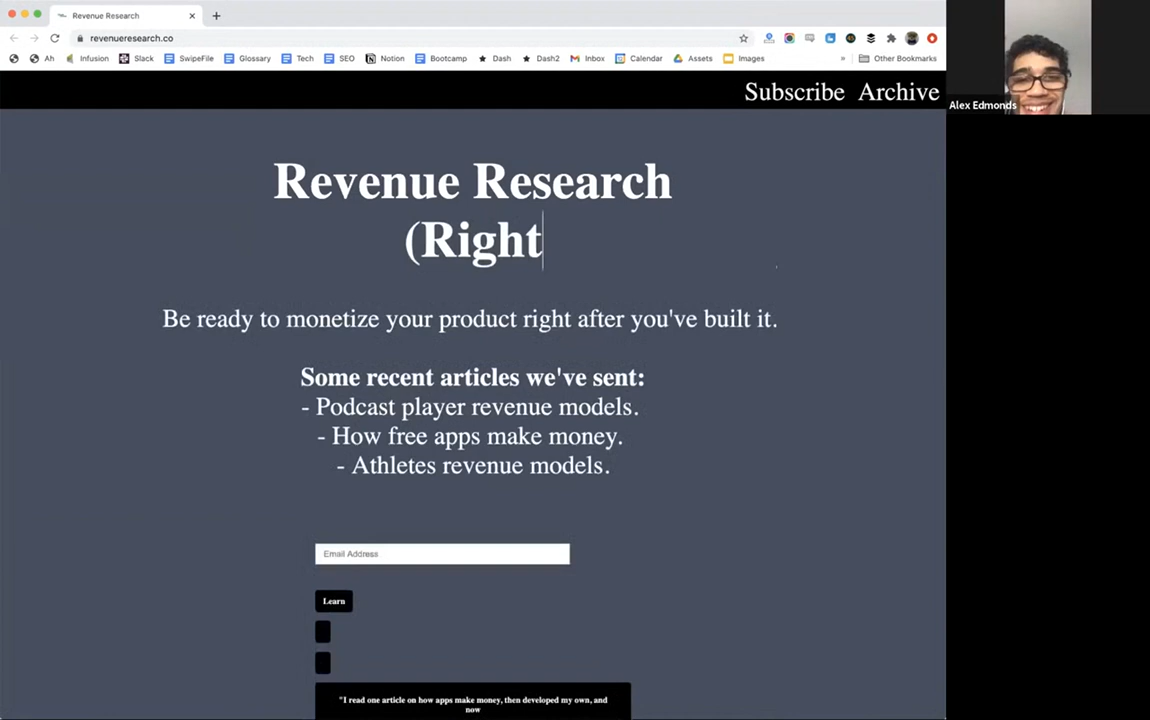 Revenue Research
revenueresearch.co
Ah
Infusion
Slack
SwipeFile
Glossary
Tech
SEO
Notion
Bootcamp
Dash
Dash2
Inbox
Calendar
Assets
Images
»
Other Bookmarks
Subscribe Archive
Alex Edmonds
Revenue Research
(Right
Be ready to monetize your product right after you've built it.
Some recent articles we've sent:
- Podcast player revenue models.
- How free apps make money.
- Athletes revenue models.
Email Address
Learn
"I read one article on how apps make money, then developed my own, and
now